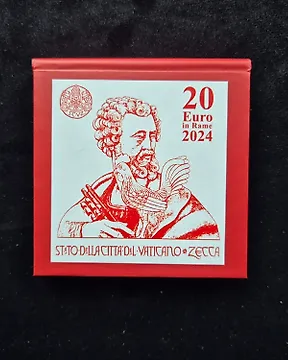 20
Euro
in Rame
2024
STATO DELLA CITTÀ DEL VATICANO • ZECCA